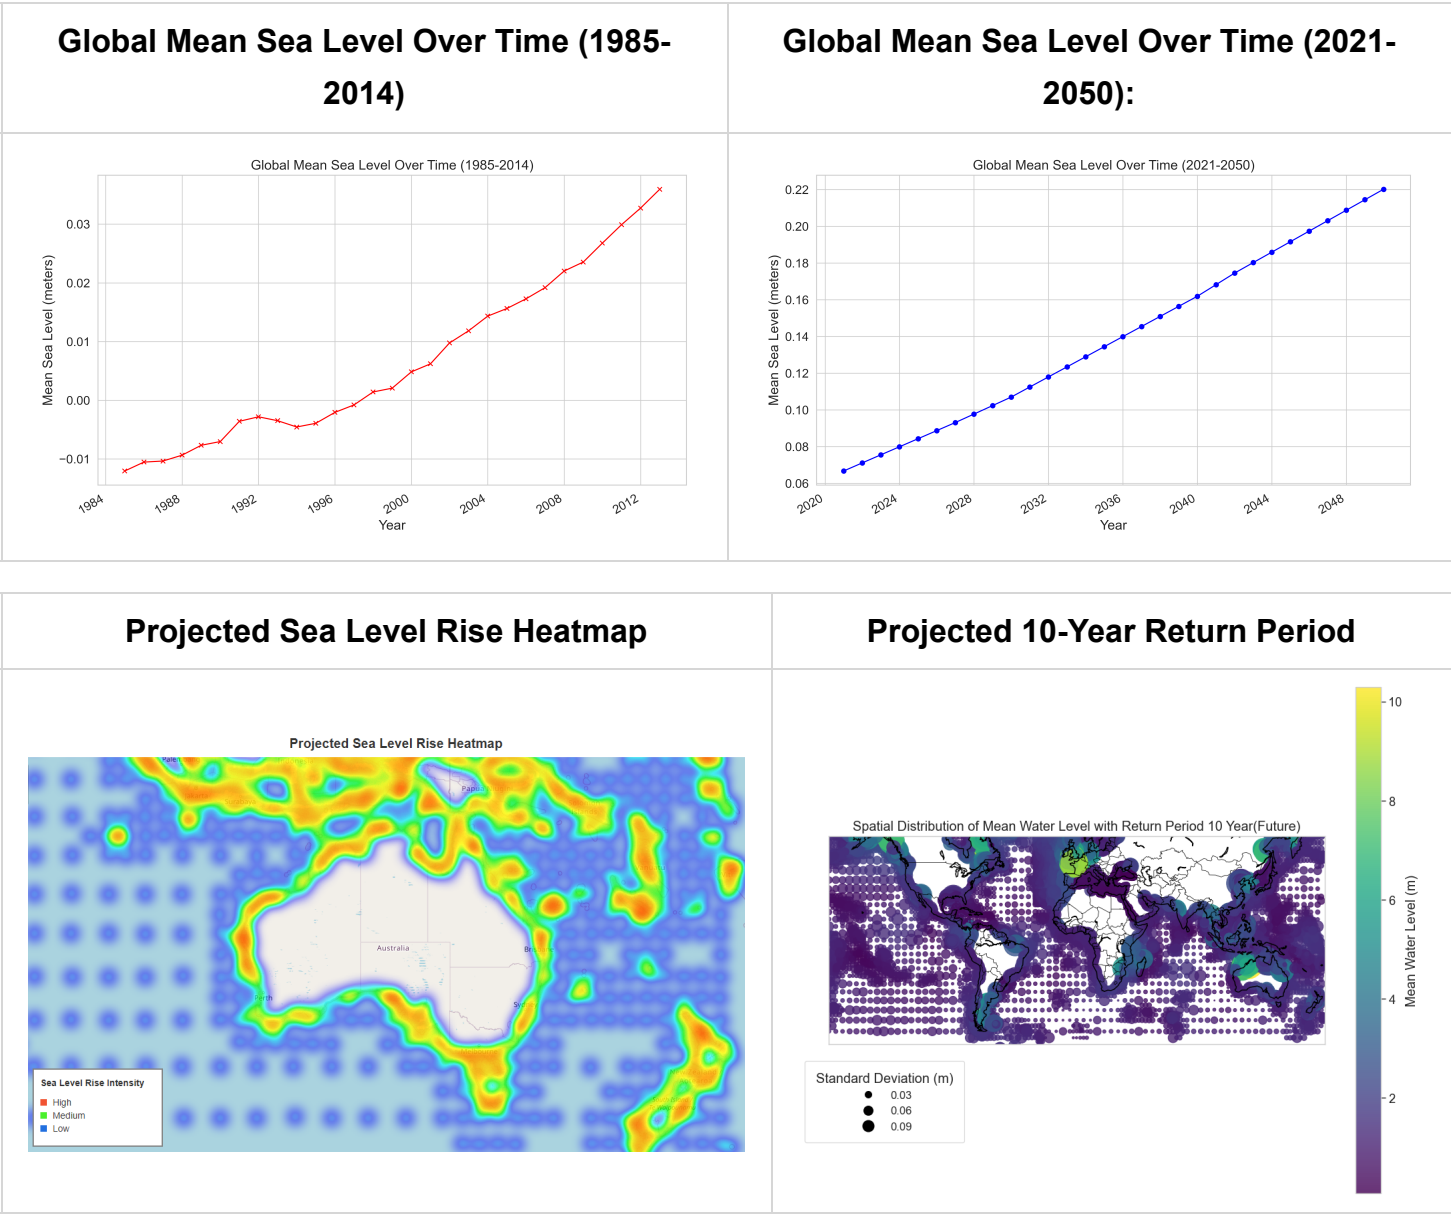 Global Mean Sea Level Over Time (1985-
2014)
Global Mean Sea Level Over Time (2021-
2050):
Global Mean Sea Level Over Time (1985-2014)
Mean Sea Level (meters)
0.03
0.02
0.01
0.00
−0.01
1984
1988
1992
1996
2000
2004
2008
2012
Year
Global Mean Sea Level Over Time (2021-2050)
Mean Sea Level (meters)
0.22
0.20
0.18
0.16
0.14
0.12
0.10
0.08
0.06
2020
2024
2028
2032
2036
2040
2044
2048
Year
Projected Sea Level Rise Heatmap
Projected 10-Year Return Period
Projected Sea Level Rise Heatmap
Australia
Perth
Sea Level Rise Intensity
High
Medium
Low
Spatial Distribution of Mean Water Level with Return Period 10 Year(Future)
Standard Deviation (m)
0.03
0.06
0.09
10
8
6
4
2
Mean Water Level (m)